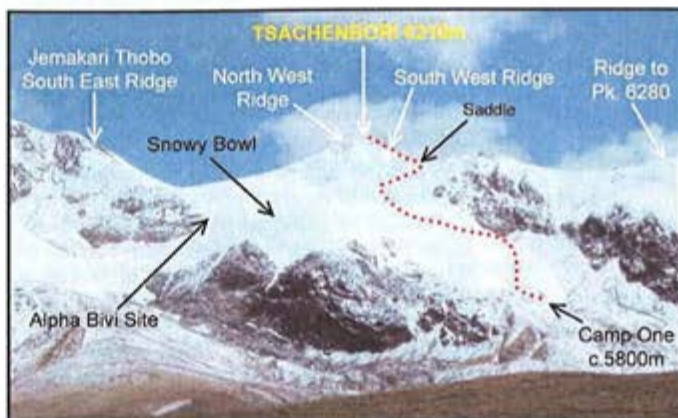 TSACHENBORI 6210m
Jemakari Thobo
South East Ridge
North West
Ridge
South West Ridge
Ridge to
Pk. 6280
Saddle
Snowy Bowl
Alpha Bivi Site
Camp One
c.5800m